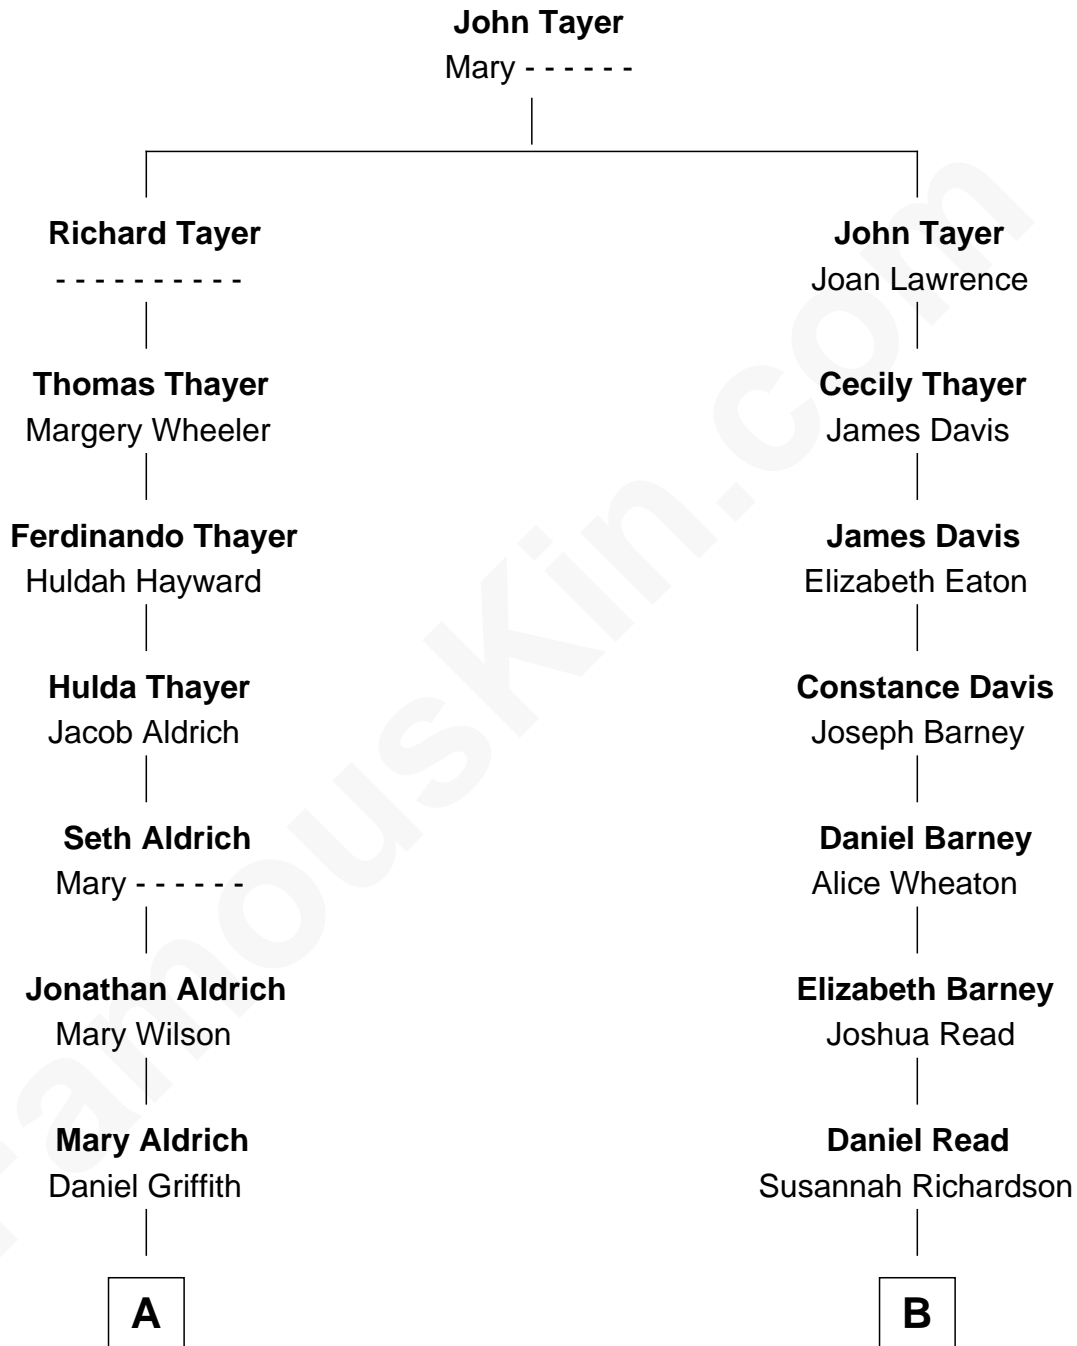 John Tayer
Mary - - - - - -
Richard Tayer
- - - - - - - - - -
John Tayer
Joan Lawrence
Thomas Thayer
Margery Wheeler
Cecily Thayer
James Davis
Ferdinando Thayer
Huldah Hayward
James Davis
Elizabeth Eaton
Hulda Thayer
Jacob Aldrich
Constance Davis
Joseph Barney
Seth Aldrich
Mary - - - - - -
Daniel Barney
Alice Wheaton
Jonathan Aldrich
Mary Wilson
Elizabeth Barney
Joshua Read
Mary Aldrich
Daniel Griffith
Daniel Read
Susannah Richardson
A
B
FamousKin.com